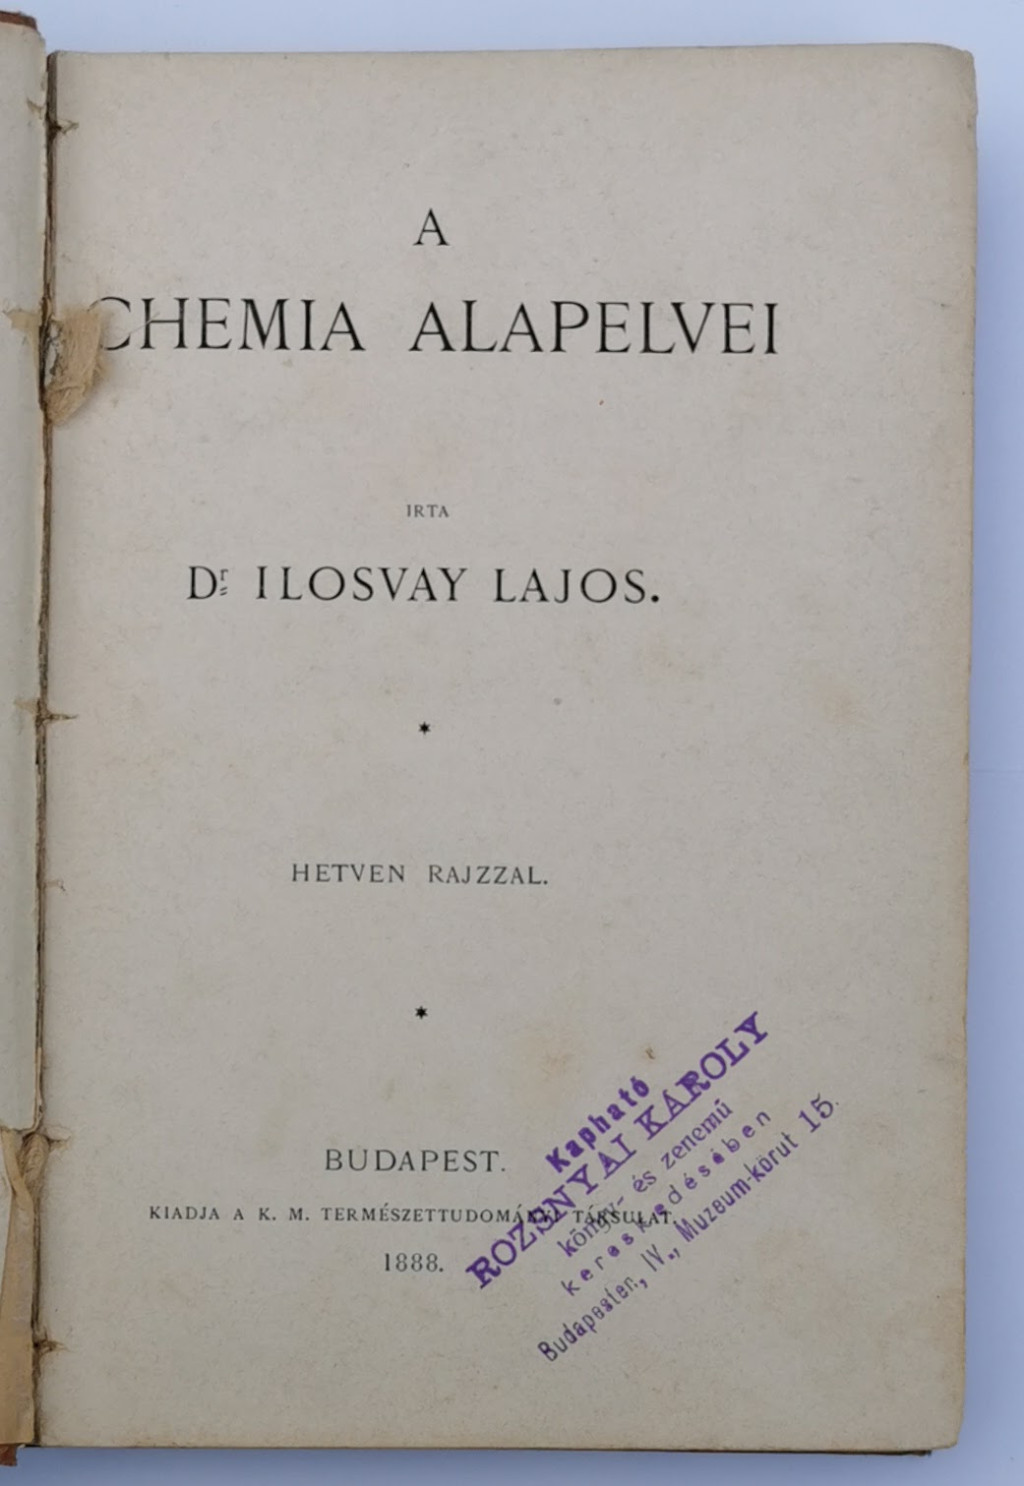 A
CHEMIA ALAPELVEI
IRTA
Dr ILOSVAY LAJOS.
*
HETVEN RAJZZAL.
*
BUDAPEST.
KIADJA A K. M. TERMÉSZETTUDOMÁNYI TÁRSULAT.
1888.
Kapható
ROZSNYAI KÁROLY
könyv- és zenemű
kereskedésében
Budapesten, IV., Muzeum-körut 15.